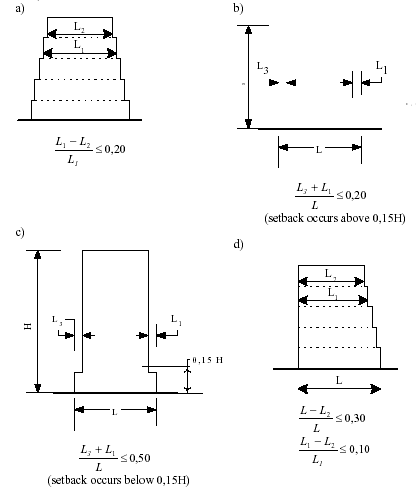 a)
L₂
L₁
(L₁ − L₂) / L₁ ≤ 0,20
b)
L₃
L₁
L
(L₃ + L₁) / L ≤ 0,20
(setback occurs above 0,15H)
c)
H
L₃
L₁
0,15 H
L
(L₃ + L₁) / L ≤ 0,50
(setback occurs below 0,15H)
d)
L₂
L₁
L
(L − L₂) / L ≤ 0,30
(L₁ − L₂) / L₁ ≤ 0,10